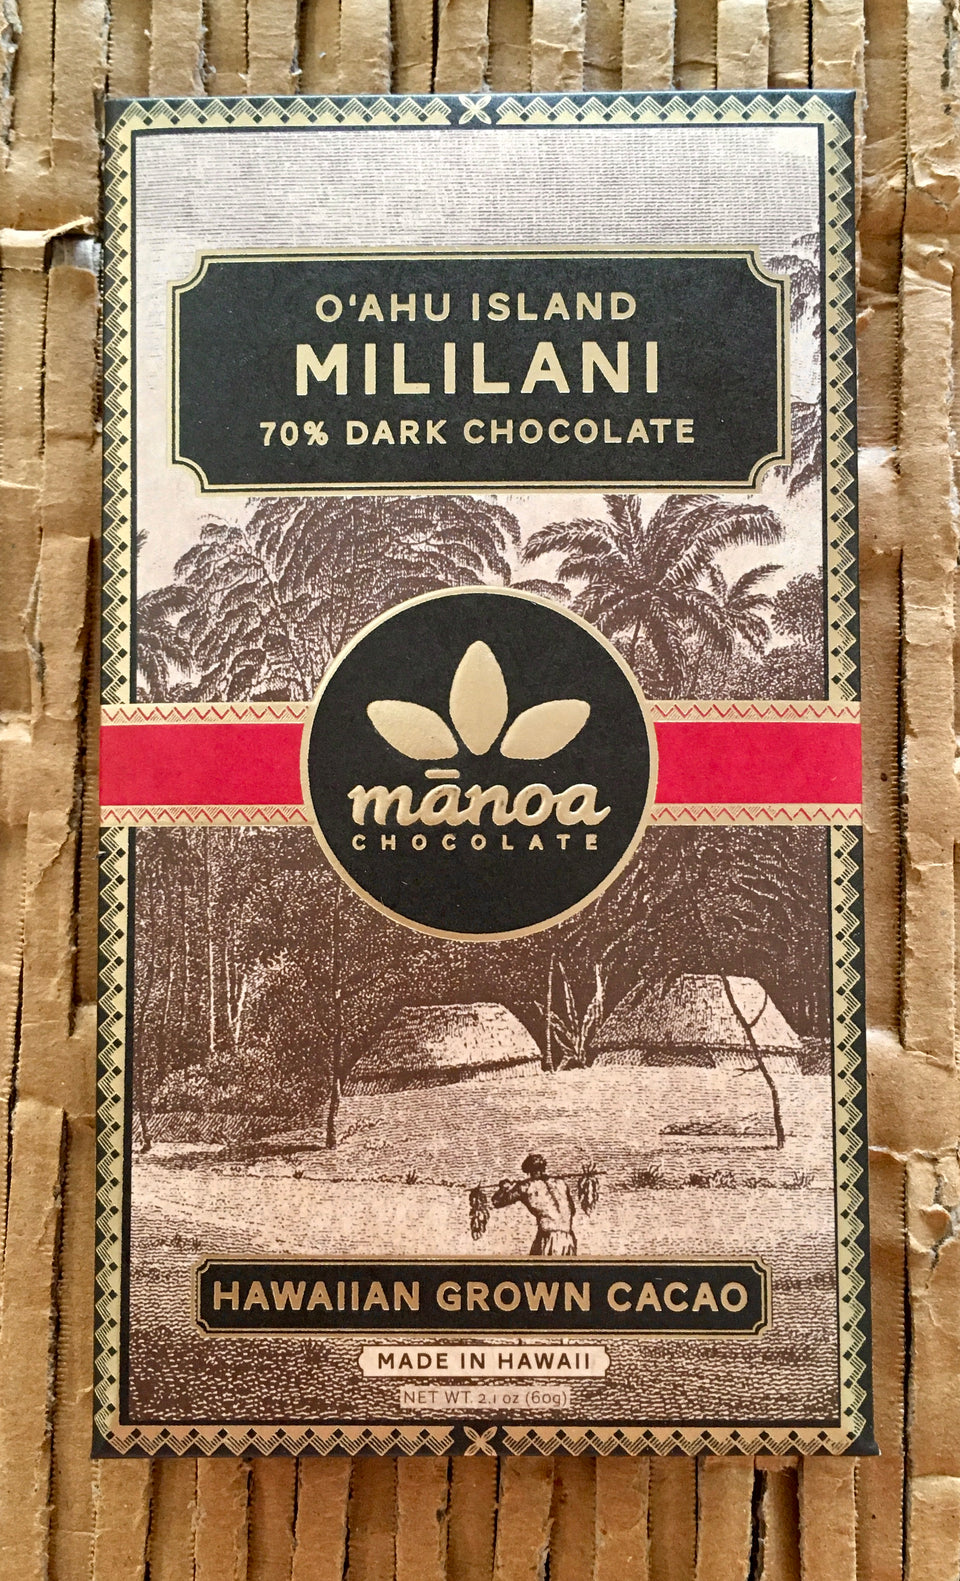 OʻAHU ISLAND
MILILANI
70% DARK CHOCOLATE
mānoa
CHOCOLATE
HAWAIIAN GROWN CACAO
MADE IN HAWAII
NET WT. 2.1 oz (60g)